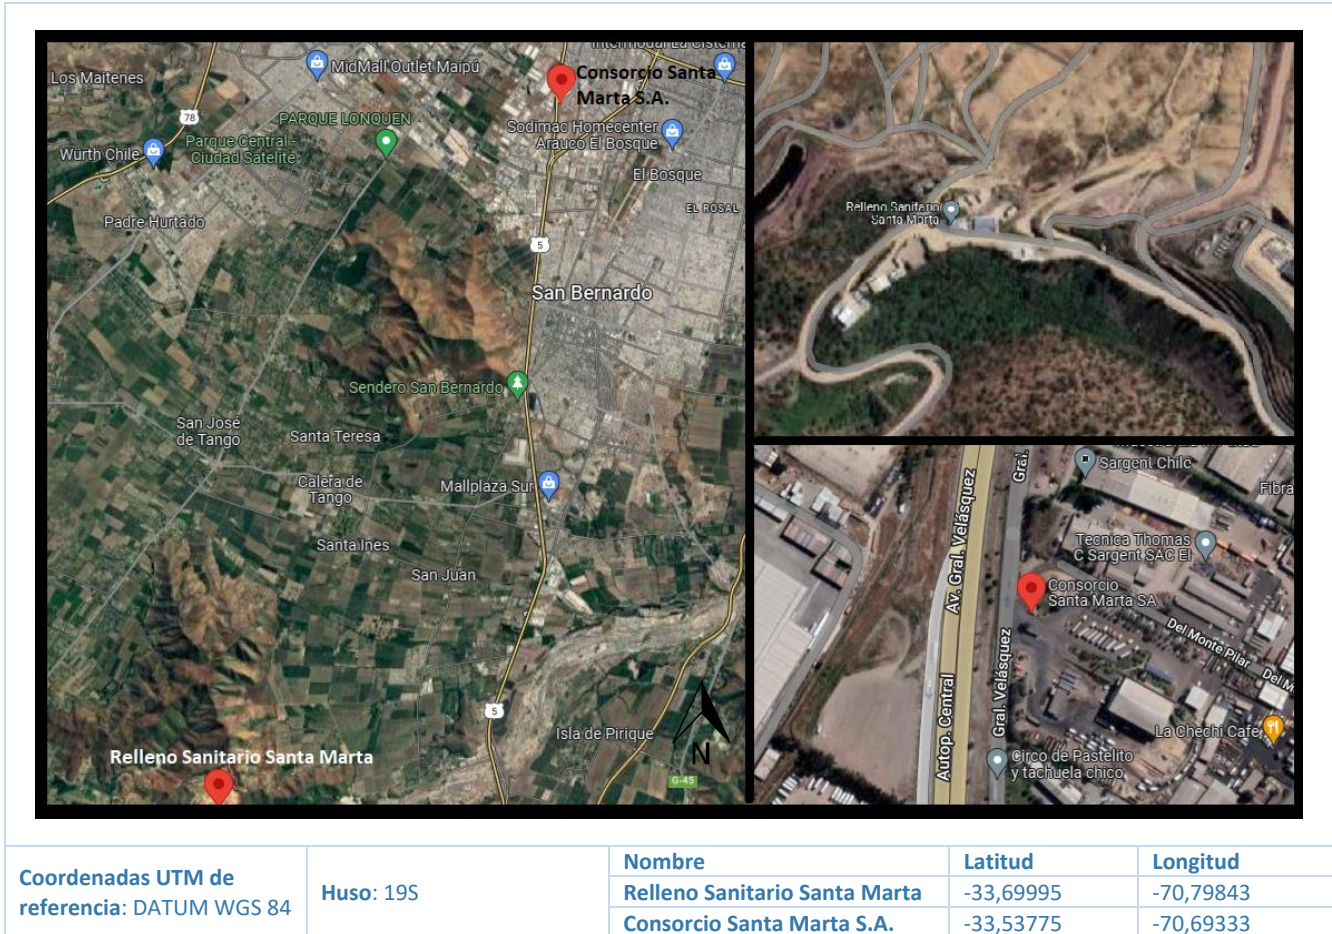 Intermodal La Cisterna
Los Maitenes
MidMall Outlet Maipú
Consorcio Santa
Marta S.A.
78
PARQUE LONQUEN
Parque Central -
Ciudad Satelite
Sodimac Homecenter
Arauco El Bosque
Würth Chile
El Bosque
Padre Hurtado
EL ROSAL
5
San Bernardo
Sendero San Bernardo
San José
de Tango
Santa Teresa
Calera de
Tango
Mallplaza Sur
Santa Ines
San Juan
5
Isla de Pirique
N
Relleno Sanitario Santa Marta
G-45
Relleno Sanitario
Santa Marta
Gral.
Sargent Chile
Fibra
Av. Gral. Velásquez
Tecnica Thomas
C Sargent SAC EI
Consorcio
Santa Marta SA
Del Monte Pilar
Del M
Gral. Velásquez
Autop. Central
La Chechi Cafe
Circo de Pastelito
y tachuela chico
Coordenadas UTM de
referencia: DATUM WGS 84
Huso: 19S
Nombre Latitud Longitud
Relleno Sanitario Santa Marta -33,69995 -70,79843
Consorcio Santa Marta S.A. -33,53775 -70,69333